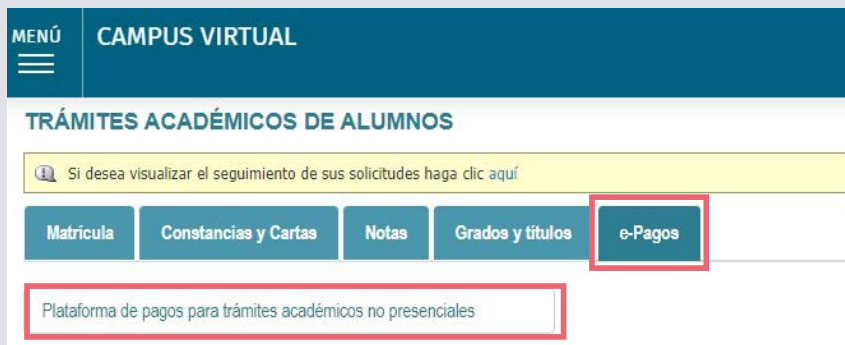 MENÚ
CAMPUS VIRTUAL
TRÁMITES ACADÉMICOS DE ALUMNOS
Si desea visualizar el seguimiento de sus solicitudes haga clic aquí
Matrícula Constancias y Cartas Notas Grados y títulos e-Pagos
Plataforma de pagos para trámites académicos no presenciales